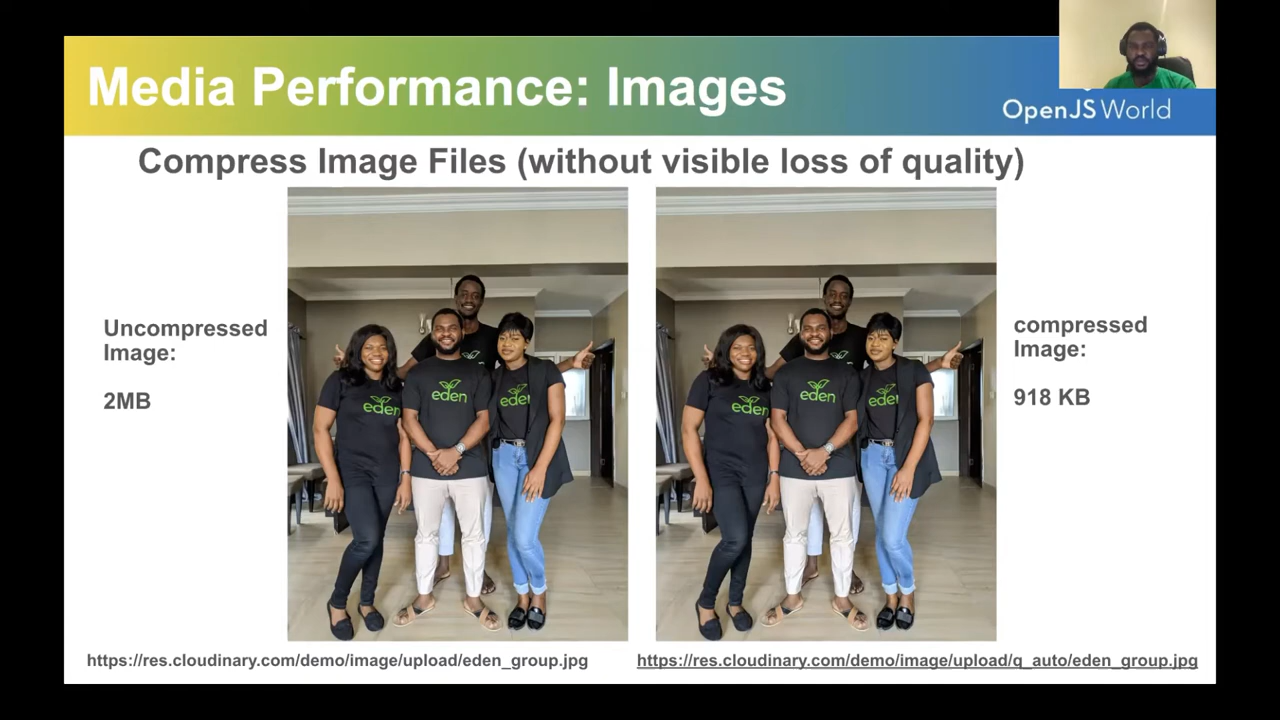 Media Performance: Images
OpenJS World
Compress Image Files (without visible loss of quality)
Uncompressed
Image:
2MB
eden
eden
eden
eden
compressed
Image:
918 KB
https://res.cloudinary.com/demo/image/upload/eden_group.jpg
https://res.cloudinary.com/demo/image/upload/q_auto/eden_group.jpg